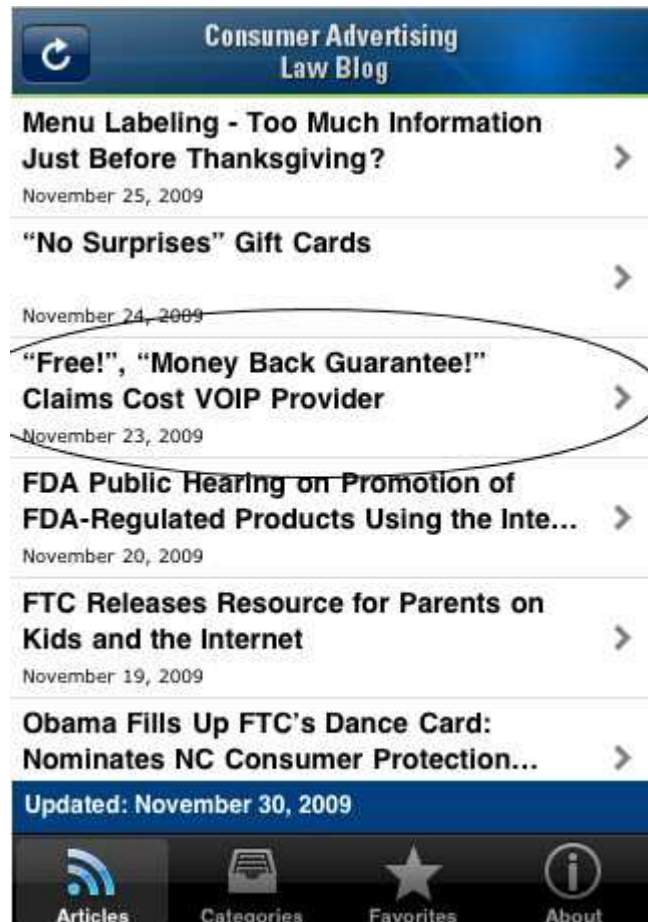 Consumer Advertising
Law Blog
Menu Labeling - Too Much Information
Just Before Thanksgiving?
November 25, 2009
“No Surprises” Gift Cards
November 24, 2009
“Free!”, “Money Back Guarantee!”
Claims Cost VOIP Provider
November 23, 2009
FDA Public Hearing on Promotion of
FDA-Regulated Products Using the Inte...
November 20, 2009
FTC Releases Resource for Parents on
Kids and the Internet
November 19, 2009
Obama Fills Up FTC’s Dance Card:
Nominates NC Consumer Protection...
Updated: November 30, 2009
Articles Categories Favorites About